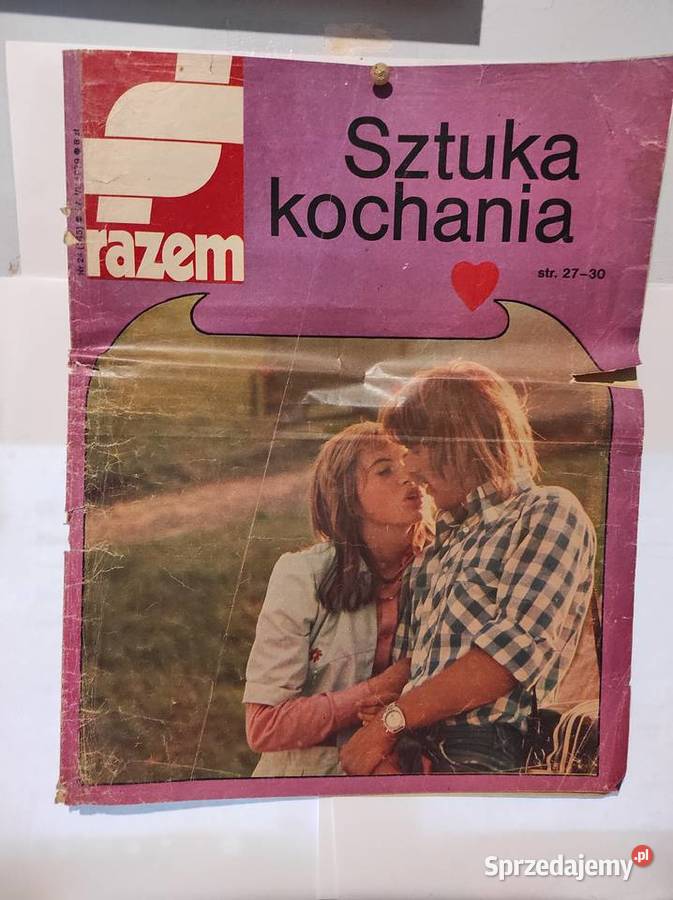 razem
Sztuka
kochania
str. 27–30
Sprzedajemy.pl